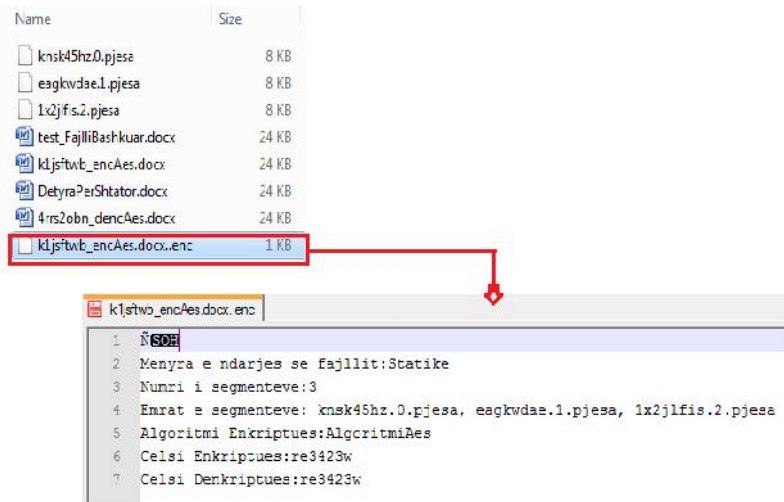 Name Size
knsk45hz.0.pjesa 8 KB
eagkwdae.1.pjesa 8 KB
1x2jlfis.2.pjesa 8 KB
test_FajlliBashkuar.docx 24 KB
k1jsftwb_encAes.docx 24 KB
DetyraPerShtator.docx 24 KB
4rrs2obn_dencAes.docx 24 KB
k1jsftwb_encAes.docx.enc 1 KB
k1jsftwb_encAes.docx.enc
1 ÑSOH
2 Menyra e ndarjes se fajllit:Statike
3 Numri i segmenteve:3
4 Emrat e segmenteve: knsk45hz.0.pjesa, eagkwdae.1.pjesa, 1x2jlfis.2.pjesa
5 Algoritmi Enkriptues:AlgoritmiAes
6 Celsi Enkriptues:re3423w
7 Celsi Denkriptues:re3423w